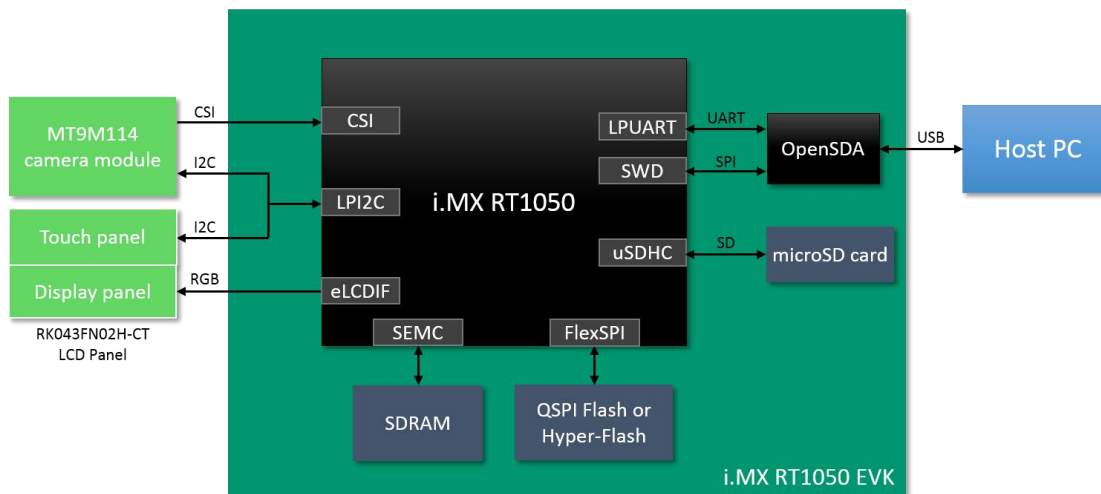 CSI
MT9M114
camera module
I2C
I2C
Touch panel
Display panel
RGB
RK043FN02H-CT
LCD Panel
CSI
LPI2C
eLCDIF
i.MX RT1050
LPUART
SWD
uSDHC
SEMC
FlexSPI
UART
SPI
SD
OpenSDA
microSD card
USB
Host PC
SDRAM
QSPI Flash or
Hyper-Flash
i.MX RT1050 EVK